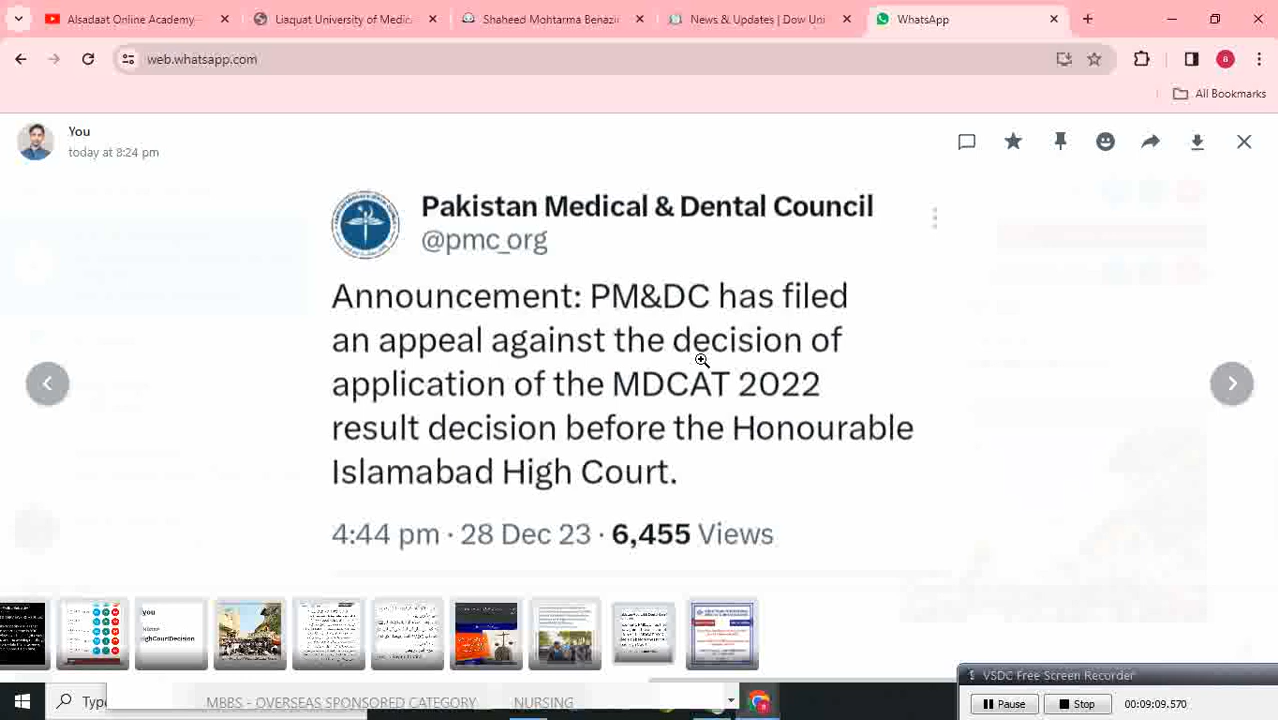 Alsadaat Online Academy
Liaquat University of Medic
Shaheed Mohtarma Benazi
News & Updates | Dow Uni
WhatsApp
web.whatsapp.com
a
All Bookmarks
You
today at 8:24 pm
Pakistan Medical & Dental Council
@pmc_org
Announcement: PM&DC has filed
an appeal against the decision of
application of the MDCAT 2022
result decision before the Honourable
Islamabad High Court.
4:44 pm · 28 Dec 23 · 6,455 Views
you
HighCourtDecision
VSDC Free Screen Recorder
Type
MBBS - OVERSEAS SPONSORED CATEGORY
NURSING
Pause
Stop
00:09:09.570